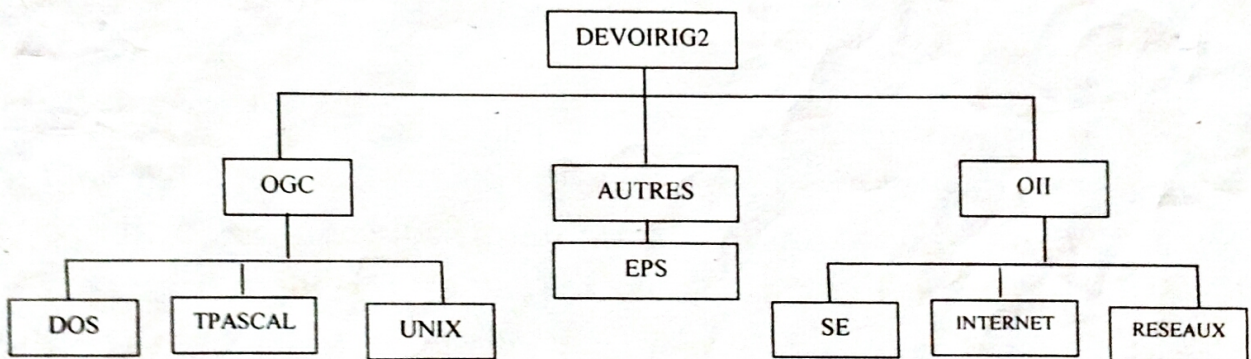 DEVOIRIG2
OGC
AUTRES
OII
EPS
DOS
TPASCAL
UNIX
SE
INTERNET
RESEAUX